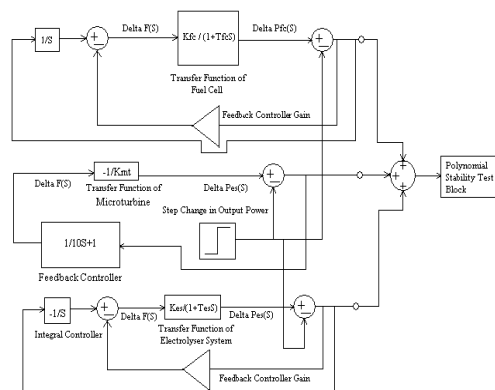 Delta F(S)
Kfc / (1+TfcS)
Delta Pfc(S)
1/S
+
−
+
−
Transfer Function of
Fuel Cell
Feedback Controller Gain
Delta F(S)
-1/Kmt
Transfer Function of
Microturbine
Delta Pes(S)
+
−
+
+
+
Polynomial
Stability Test
Block
Step Change in Output Power
1/10S+1
Feedback Controller
-1/S
Integral Controller
+
−
Delta F(S)
Kes/(1+TesS)
Transfer Function of
Electrolyser System
Delta Pes(S)
+
−
Feedback Controller Gain